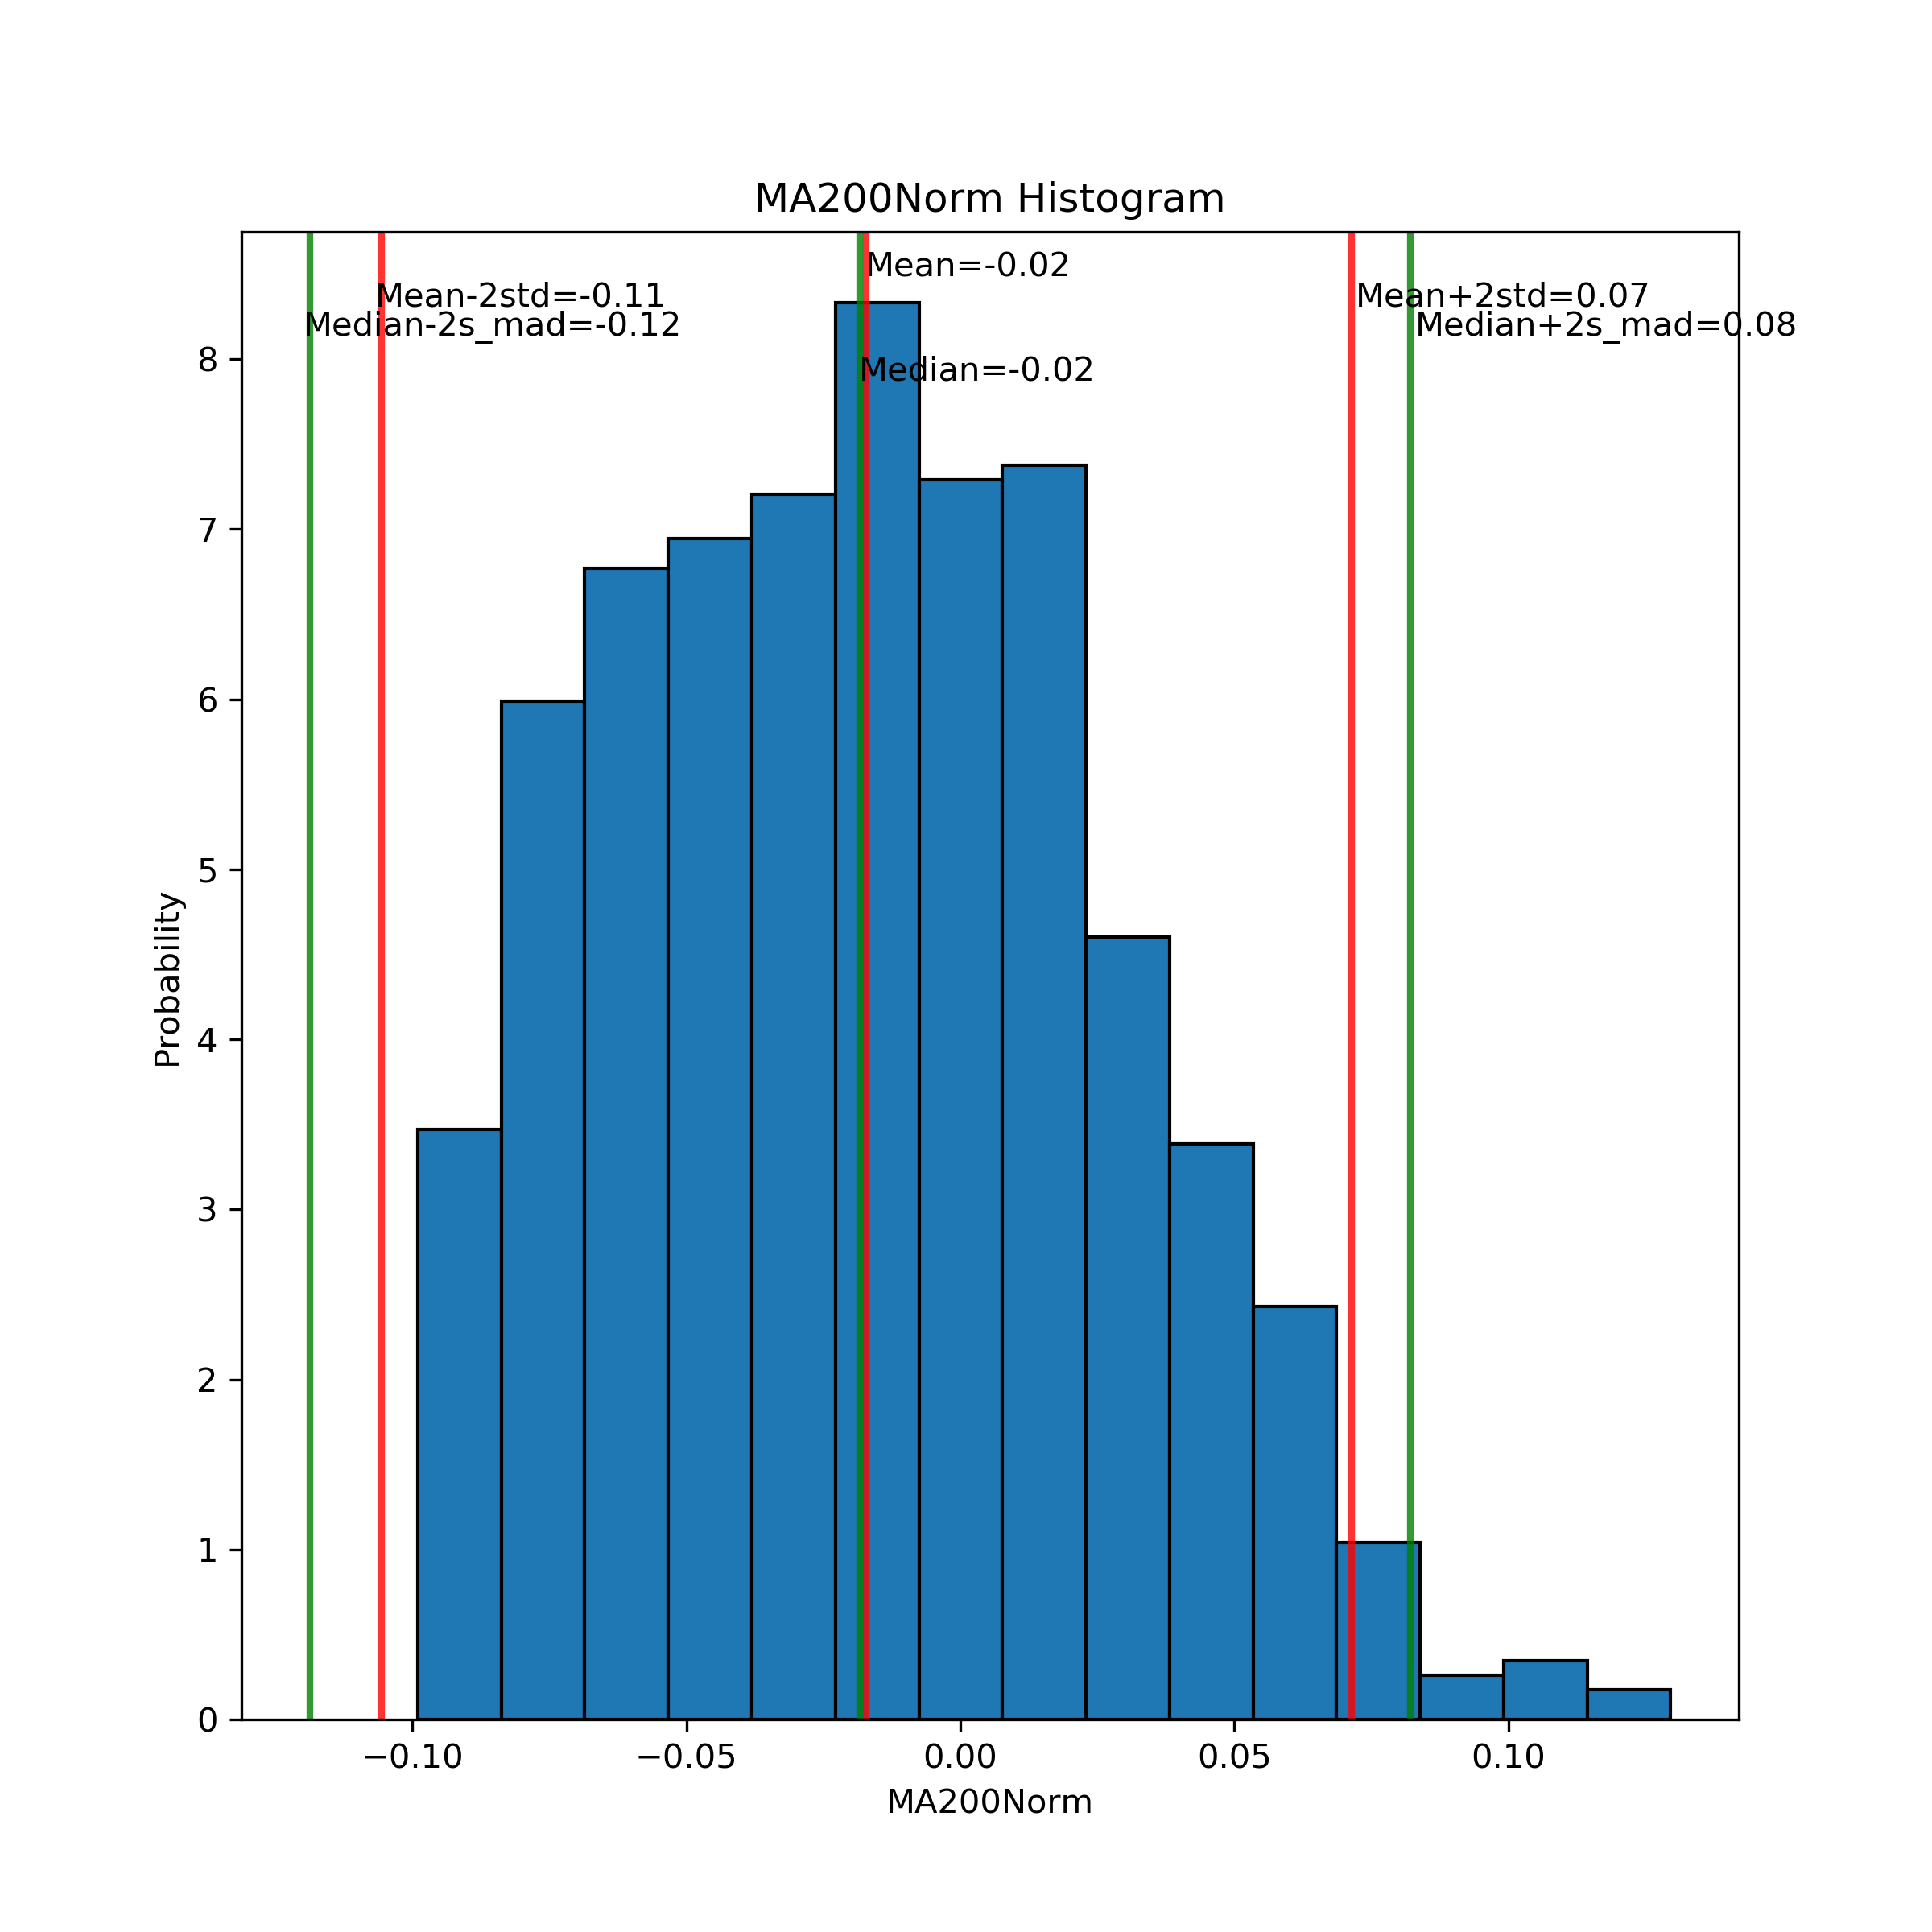 MA200Norm Histogram
Mean=-0.02
Mean-2std=-0.11
Mean+2std=0.07
Median-2s_mad=-0.12
Median+2s_mad=0.08
Median=-0.02
8
7
6
5
4
3
2
1
0
Probability
−0.10
−0.05
0.00
0.05
0.10
MA200Norm